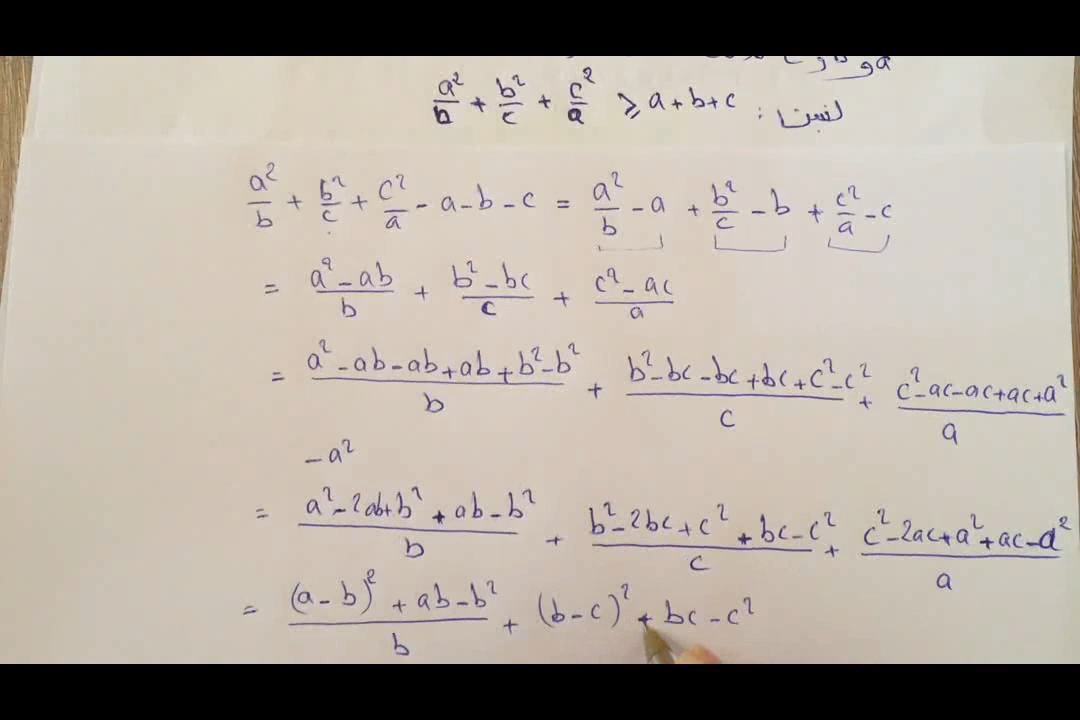 a و b و c
لنبين : a²/b + b²/c + c²/a ⩾ a + b + c
a²/b + b²/c + c²/a - a - b - c = a²/b - a + b²/c - b + c²/a - c
= (a² - ab)/b + (b² - bc)/c + (c² - ac)/a
= (a² - ab - ab + ab + b² - b²)/b + (b² - bc - bc + bc + c² - c²)/c + (c² - ac - ac + ac + a²)/a
- a²
= (a² - 2ab + b² + ab - b²)/b + (b² - 2bc + c² + bc - c²)/c + (c² - 2ac + a² + ac - a²)/a
= ((a - b)² + ab - b²)/b + (b - c)² + bc - c²